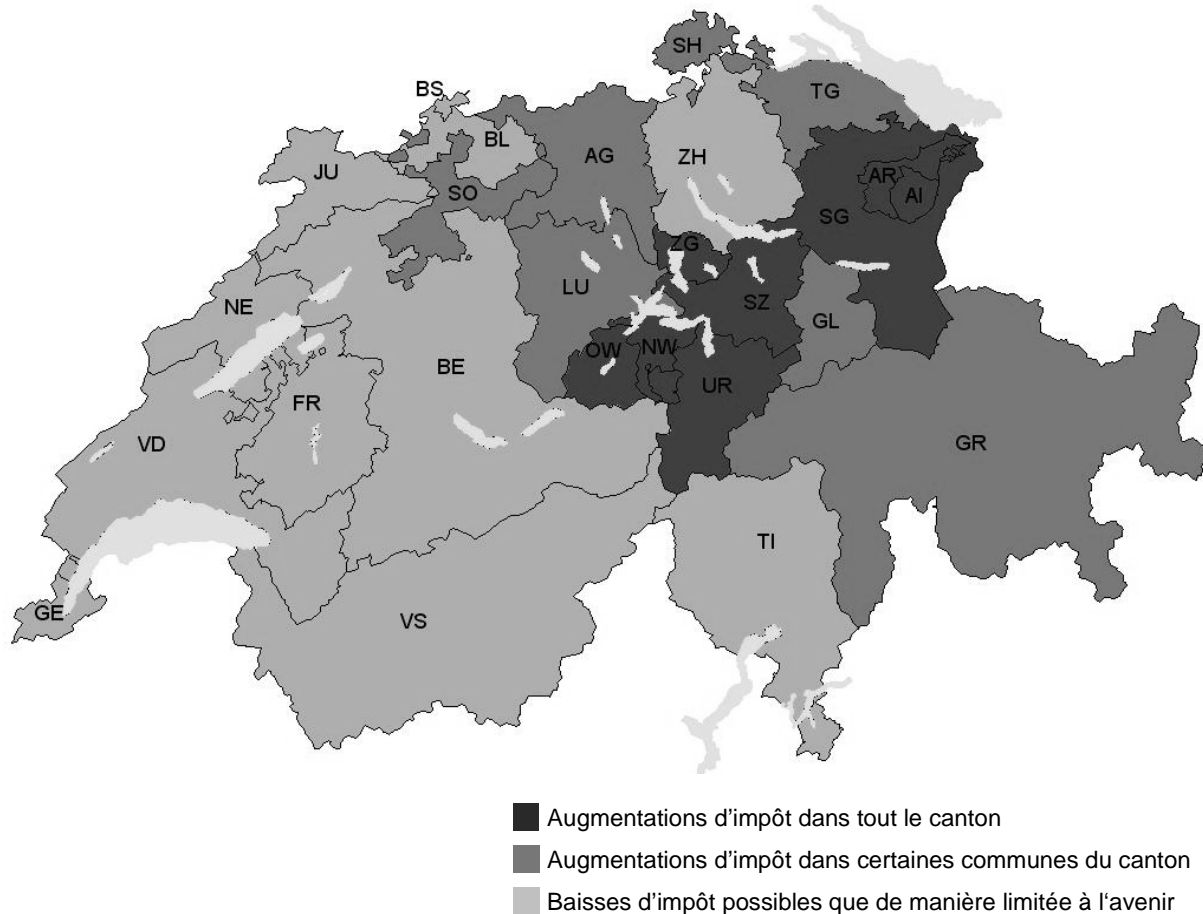 SH
BS
TG
BL
AG
ZH
JU
AR
SO
AI
SG
ZG
LU
SZ
NE
GL
OW
NW
BE
UR
FR
VD
GR
TI
GE
VS
Augmentations d'impôt dans tout le canton
Augmentations d'impôt dans certaines communes du canton
Baisses d'impôt possibles que de manière limitée à l'avenir